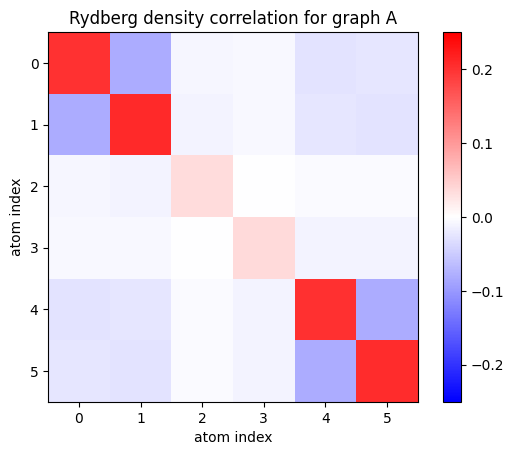 Rydberg density correlation for graph A
0
1
2
3
4
5
atom index
0 1 2 3 4 5
atom index
0.2
0.1
0.0
−0.1
−0.2